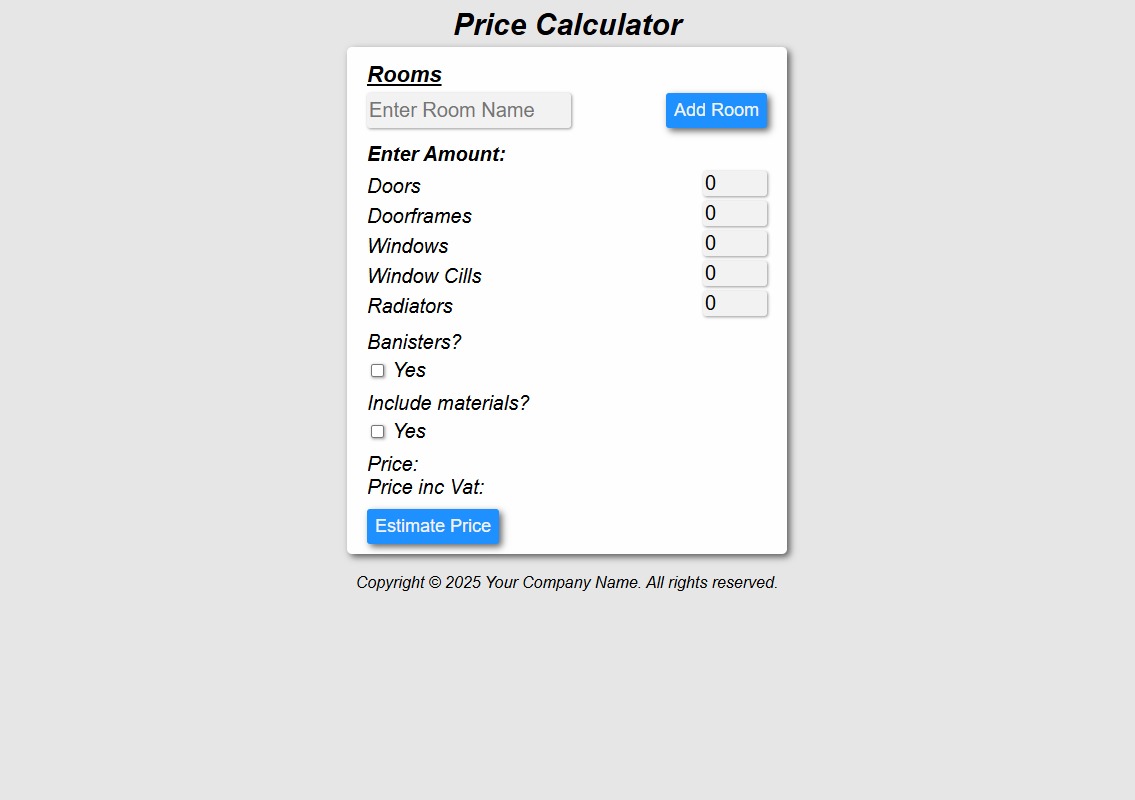 Price Calculator
Rooms
Enter Room Name Add Room
Enter Amount:
Doors 0
Doorframes 0
Windows 0
Window Cills 0
Radiators 0
Banisters?
Yes
Include materials?
Yes
Price:
Price inc Vat:
Estimate Price
Copyright © 2025 Your Company Name. All rights reserved.